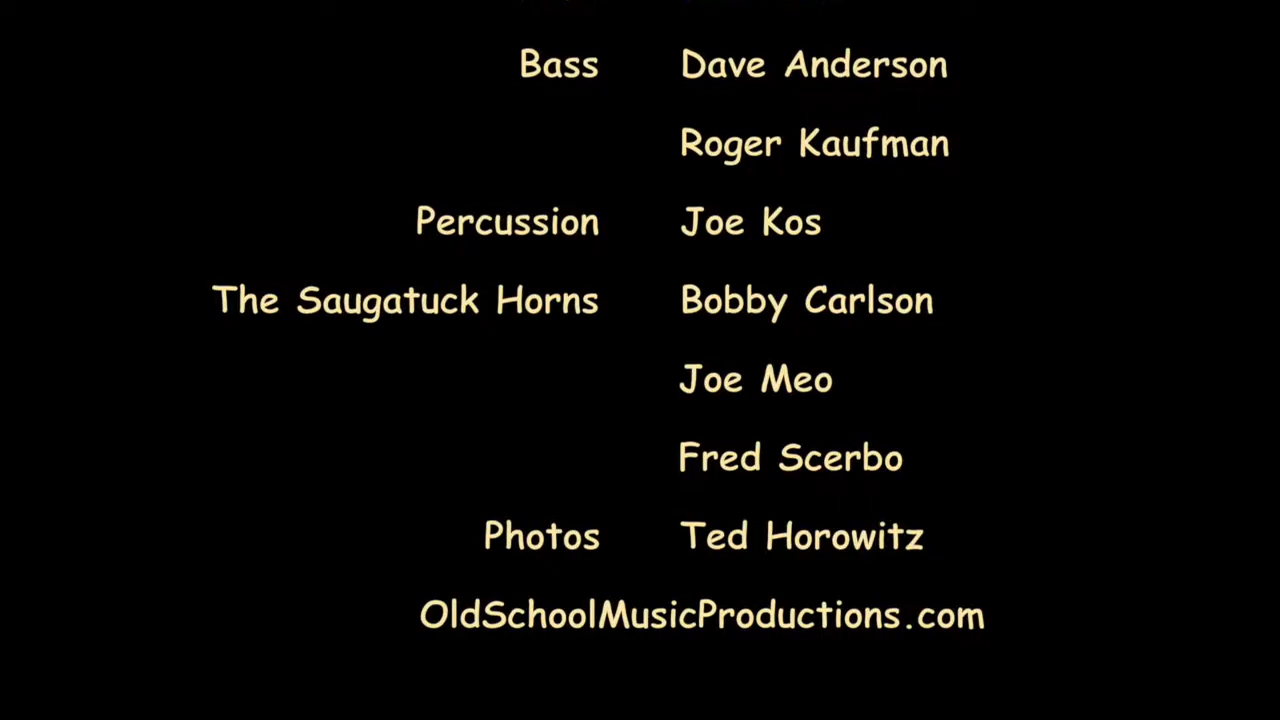 Bass Dave Anderson
Roger Kaufman
Percussion Joe Kos
The Saugatuck Horns Bobby Carlson
Joe Meo
Fred Scerbo
Photos Ted Horowitz
OldSchoolMusicProductions.com